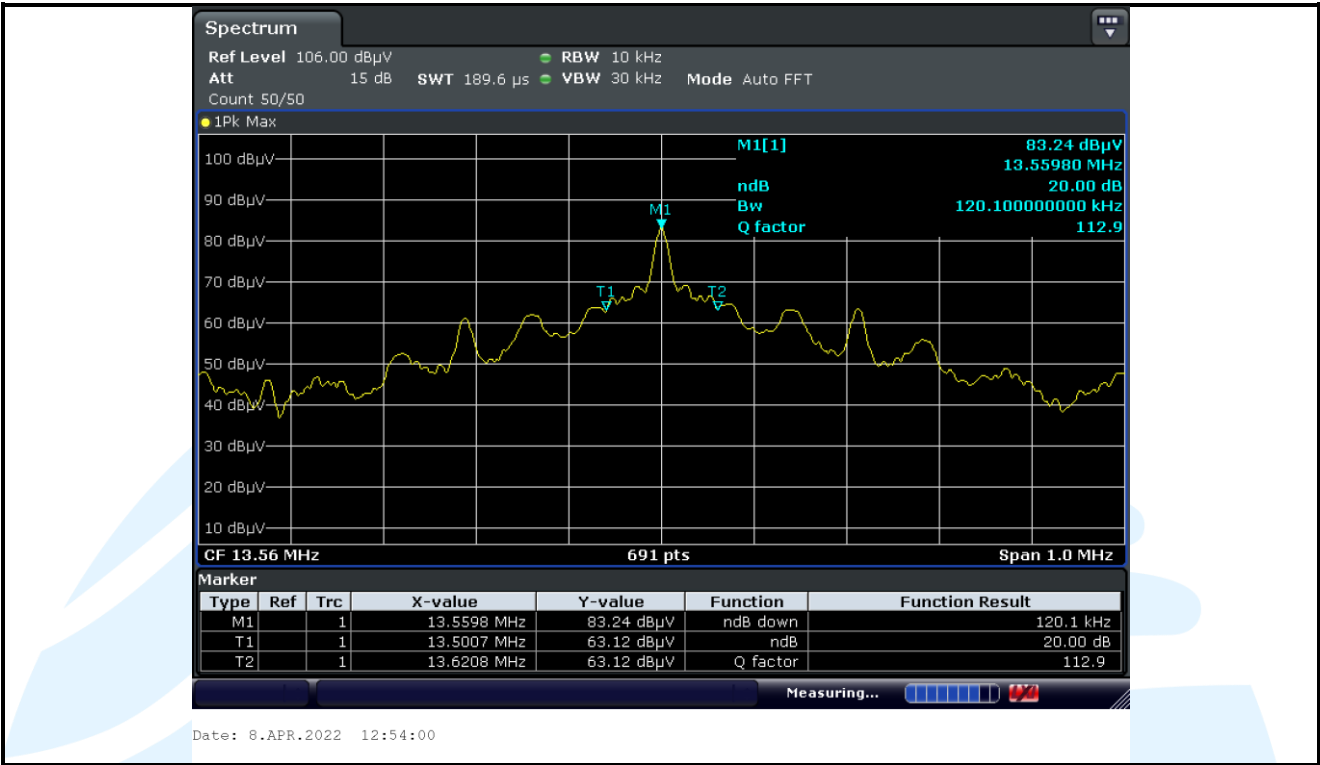 Spectrum
Ref Level 106.00 dBµV RBW 10 kHz
Att 15 dB SWT 189.6 µs VBW 30 kHz Mode Auto FFT
Count 50/50
1Pk Max
M1[1] 83.24 dBµV
13.55980 MHz
ndB 20.00 dB
Bw 120.100000000 kHz
Q factor 112.9
100 dBµV
90 dBµV
M1
80 dBµV
70 dBµV
T1 T2
60 dBµV
50 dBµV
40 dBµV
30 dBµV
20 dBµV
10 dBµV
CF 13.56 MHz 691 pts Span 1.0 MHz
Marker
Type Ref Trc X-value Y-value Function Function Result
M1 1 13.5598 MHz 83.24 dBµV ndB down 120.1 kHz
T1 1 13.5007 MHz 63.12 dBµV ndB 20.00 dB
T2 1 13.6208 MHz 63.12 dBµV Q factor 112.9
Measuring...
Date: 8.APR.2022 12:54:00